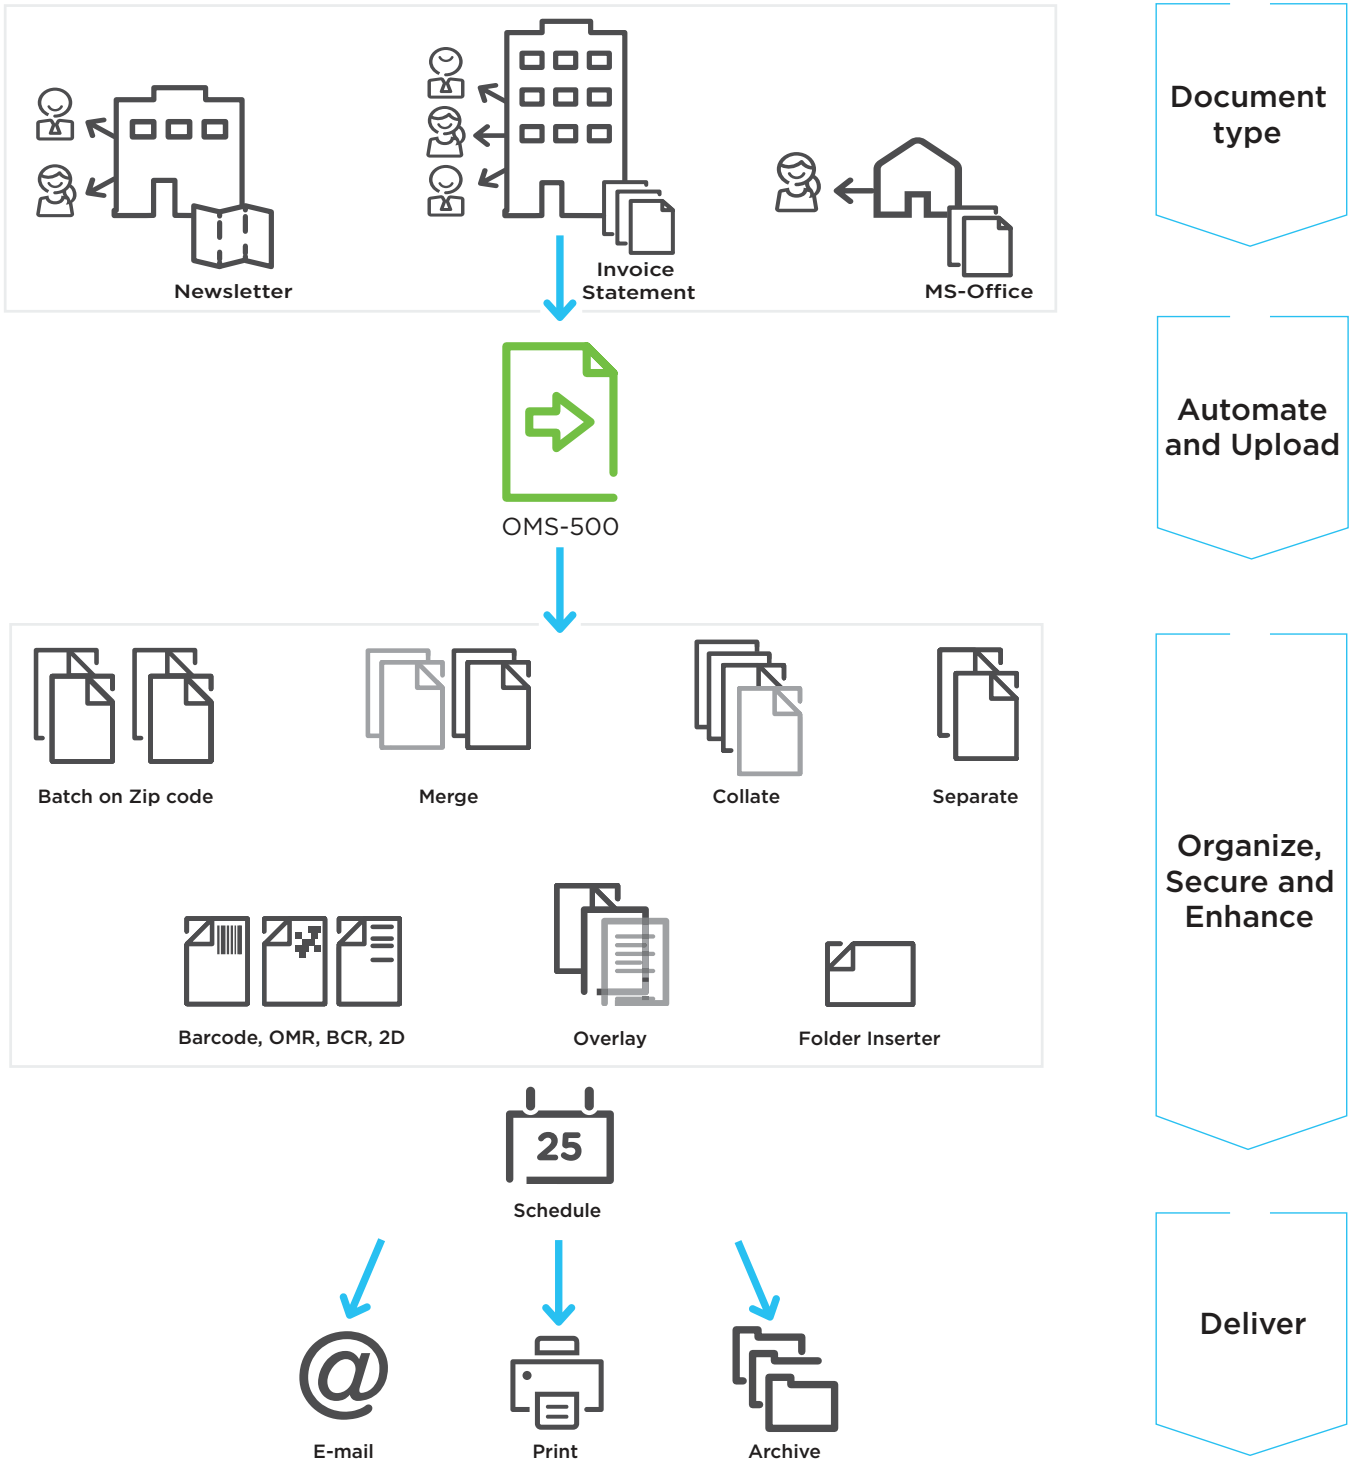 Document
type
Newsletter
Invoice
Statement
MS-Office
Automate
and Upload
OMS-500
Batch on Zip code
Merge
Collate
Separate
Organize,
Secure and
Enhance
Barcode, OMR, BCR, 2D
Overlay
Folder Inserter
25
Schedule
Deliver
@
E-mail
Print
Archive